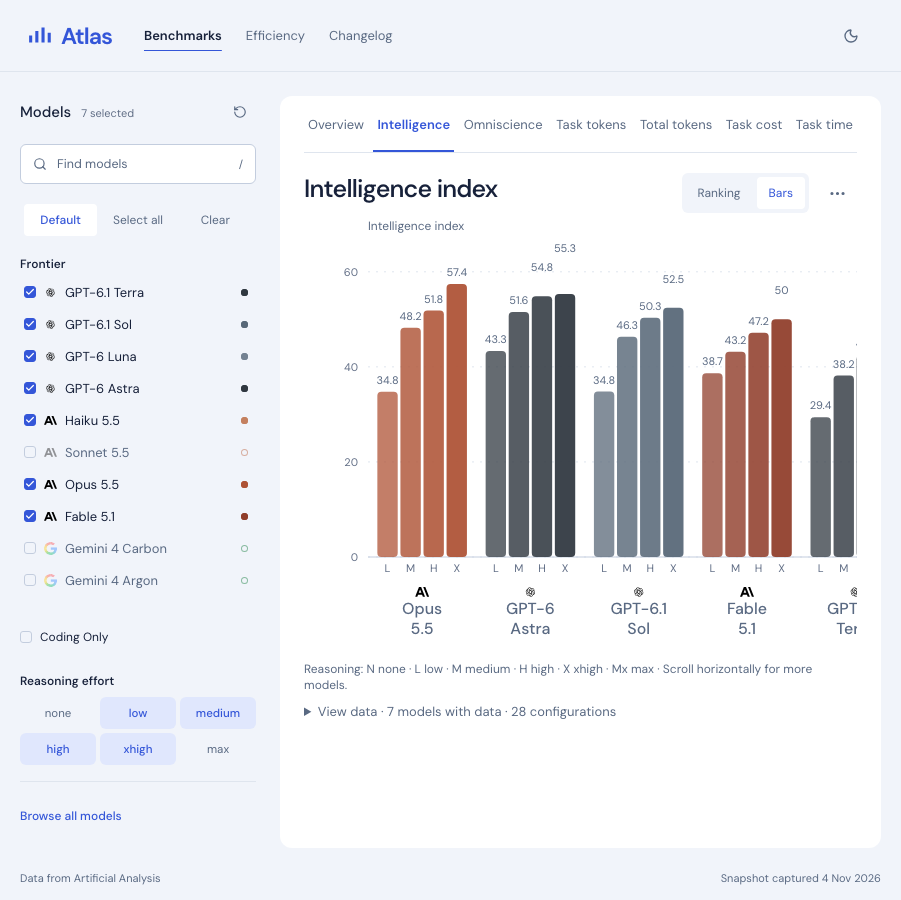 Atlas
Benchmarks
Efficiency
Changelog
Models
7 selected
Find models
/
Default
Select all
Clear
Frontier
GPT-6.1 Terra
GPT-6.1 Sol
GPT-6 Luna
GPT-6 Astra
Haiku 5.5
Sonnet 5.5
Opus 5.5
Fable 5.1
Gemini 4 Carbon
Gemini 4 Argon
Coding Only
Reasoning effort
none
low
medium
high
xhigh
max
Browse all models
Overview
Intelligence
Omniscience
Task tokens
Total tokens
Task cost
Task time
Intelligence index
Ranking
Bars
Intelligence index
60
40
20
0
34.8
48.2
51.8
57.4
43.3
51.6
54.8
55.3
34.8
46.3
50.3
52.5
38.7
43.2
47.2
50
29.4
38.2
L M H X
L M H X
L M H X
L M H X
L M
Opus
5.5
GPT-6
Astra
GPT-6.1
Sol
Fable
5.1
GPT
Ter
Reasoning: N none · L low · M medium · H high · X xhigh · Mx max · Scroll horizontally for more
models.
View data · 7 models with data · 28 configurations
Data from Artificial Analysis
Snapshot captured 4 Nov 2026